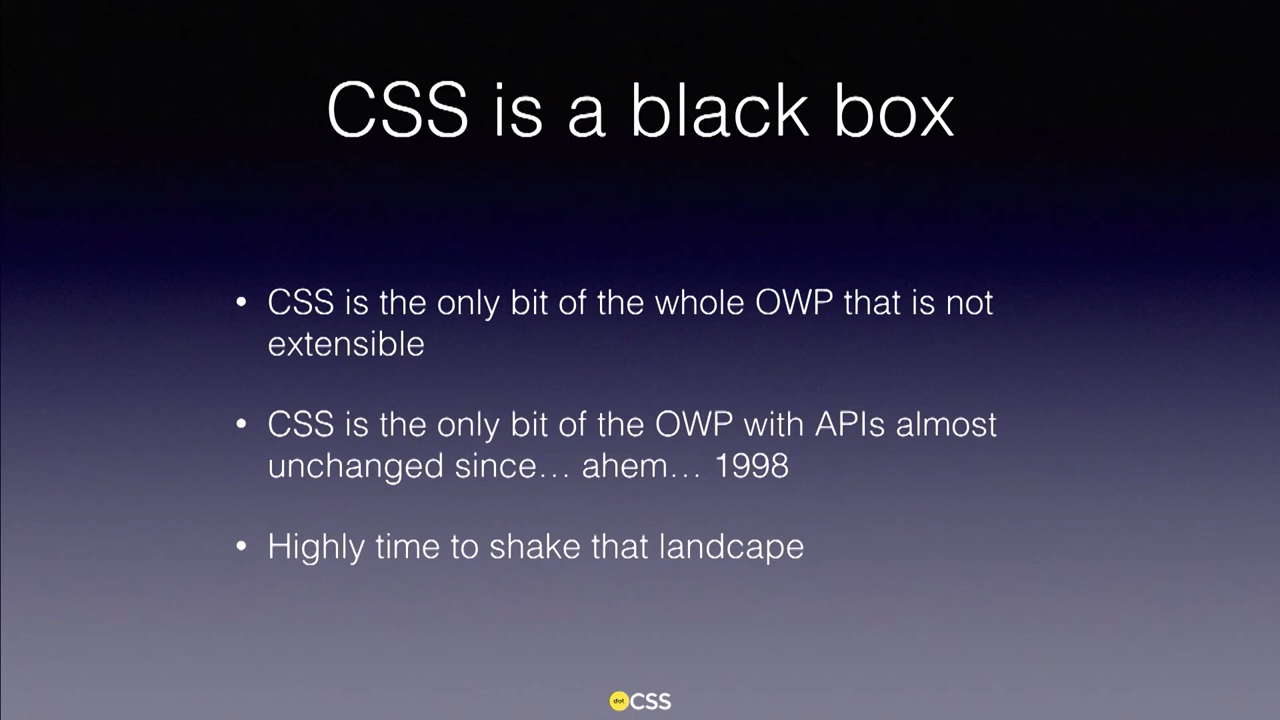 CSS is a black box
• CSS is the only bit of the whole OWP that is not
extensible
• CSS is the only bit of the OWP with APIs almost
unchanged since… ahem… 1998
• Highly time to shake that landcape
dot CSS